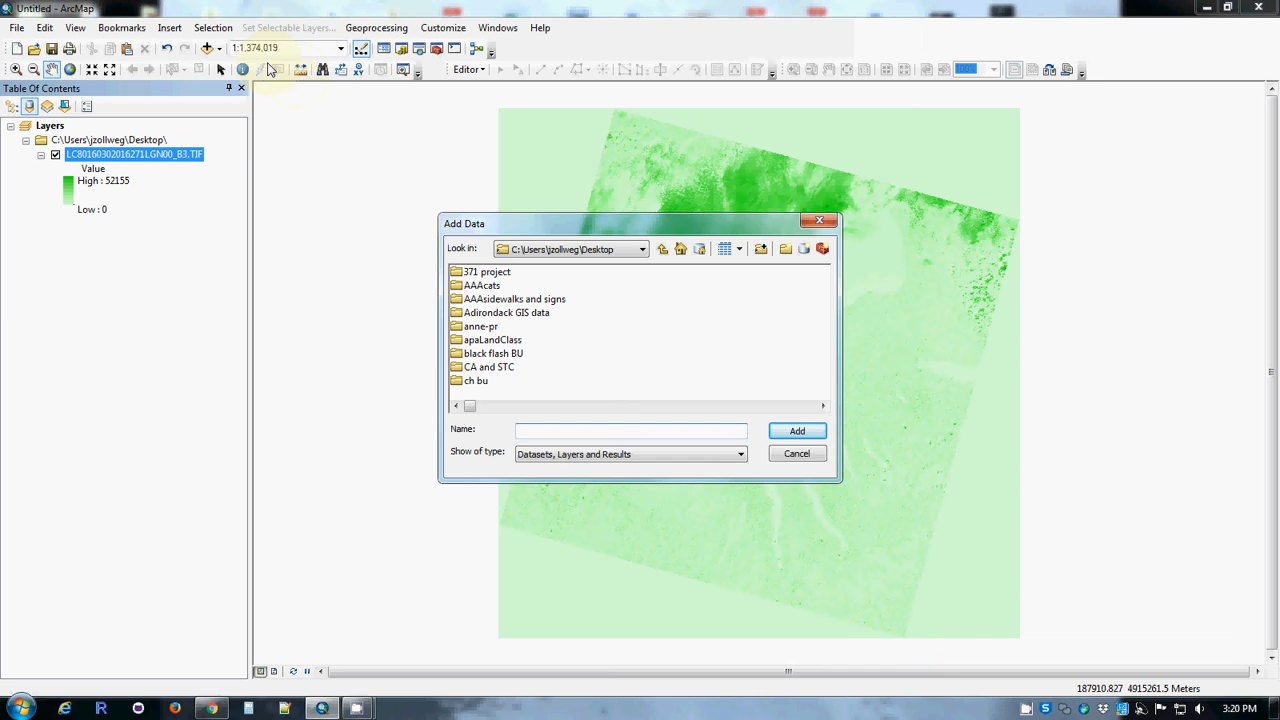 Untitled - ArcMap
File Edit View Bookmarks Insert Selection Set Selectable Layers... Geoprocessing Customize Windows Help
1:1,374,019
Editor
100%
Table Of Contents
Layers
C:\Users\jzollweg\Desktop\
LC80160302016271LGN00_B3.TIF
Value
High : 52155
Low : 0
Add Data
Look in: C:\Users\jzollweg\Desktop
371 project
AAAcats
AAAsidewalks and signs
Adirondack GIS data
anne-pr
apaLandClass
black flash BU
CA and STC
ch bu
Name:
Add
Show of type: Datasets, Layers and Results
Cancel
187910.827 4915261.5 Meters
3:20 PM